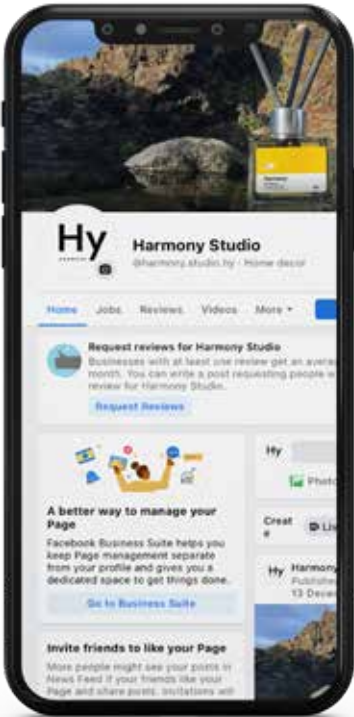 Harmony
Hy
Harmony Studio
@harmony.studio.hy · Home decor
Home Jobs Reviews Videos More
Request reviews for Harmony Studio
Businesses with at least one review get an avera
month. You can write a post requesting people w
review for Harmony Studio.
Request Reviews
A better way to manage your
Page
Facebook Business Suite helps you
keep Page management separate
from your profile and gives you a
dedicated space to get things done.
Go to Business Suite
Invite friends to like your Page
More people might see your posts in
News Feed if your friends like your
Page and share posts. Invitations will
Hy
Photo
Creat
e
Liv
Hy Harmony
Publishe
13 Decem